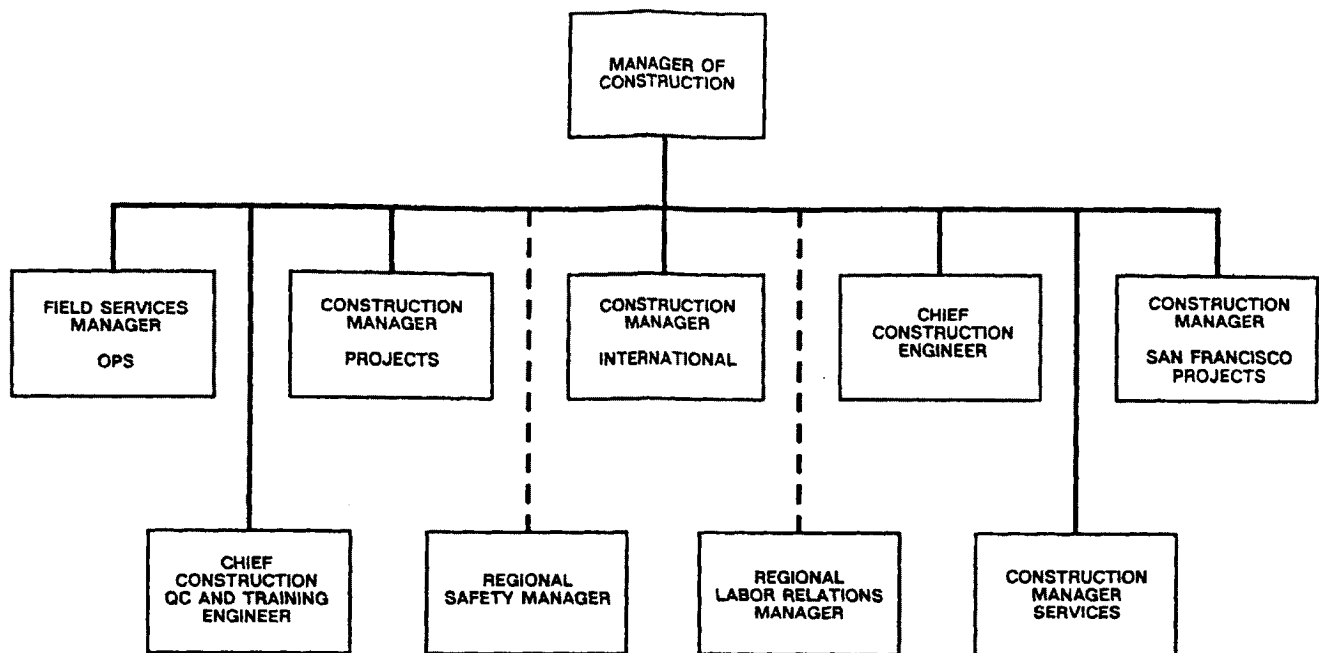 MANAGER OF
CONSTRUCTION
FIELD SERVICES
MANAGER
OPS
CONSTRUCTION
MANAGER
PROJECTS
CONSTRUCTION
MANAGER
INTERNATIONAL
CHIEF
CONSTRUCTION
ENGINEER
CONSTRUCTION
MANAGER
SAN FRANCISCO
PROJECTS
CHIEF
CONSTRUCTION
QC AND TRAINING
ENGINEER
REGIONAL
SAFETY MANAGER
REGIONAL
LABOR RELATIONS
MANAGER
CONSTRUCTION
MANAGER
SERVICES